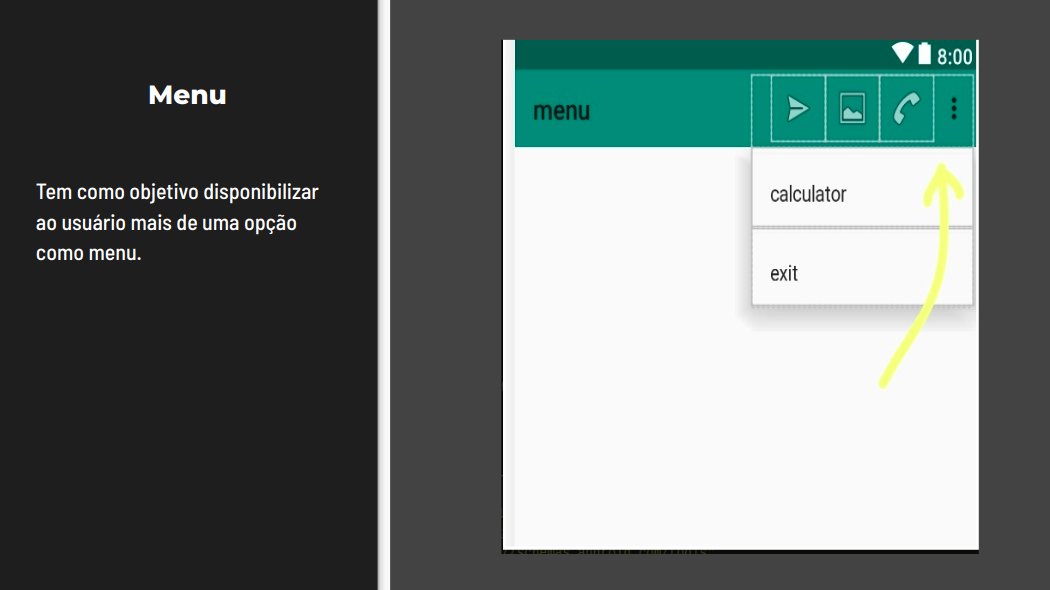 Menu
Tem como objetivo disponibilizar
ao usuário mais de uma opção
como menu.
8:00
menu
calculator
exit